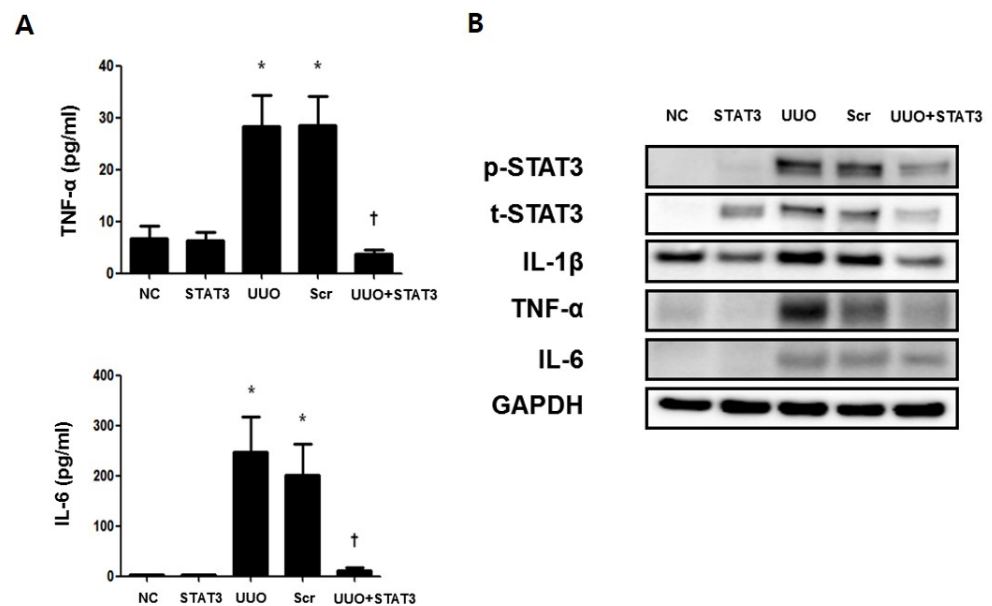 A
TNF-α (pg/ml)
40
30
20
10
0
* * †
NC STAT3 UUO Scr UUO+STAT3
IL-6 (pg/ml)
400
300
200
100
0
* * †
NC STAT3 UUO Scr UUO+STAT3
B
NC STAT3 UUO Scr UUO+STAT3
p-STAT3
t-STAT3
IL-1β
TNF-α
IL-6
GAPDH